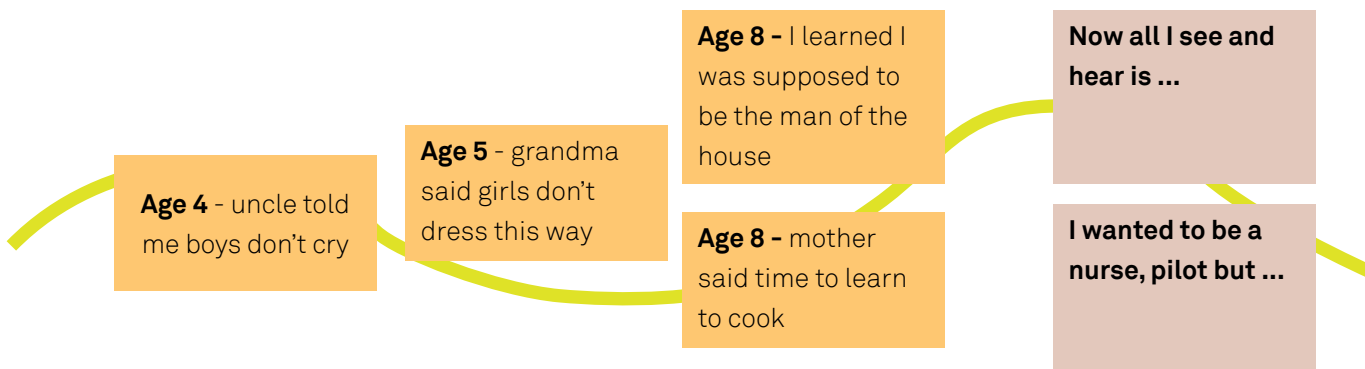 Age 4 - uncle told
me boys don't cry
Age 5 - grandma
said girls don't
dress this way
Age 8 - I learned I
was supposed to
be the man of the
house
Age 8 - mother
said time to learn
to cook
Now all I see and
hear is ...
I wanted to be a
nurse, pilot but ...